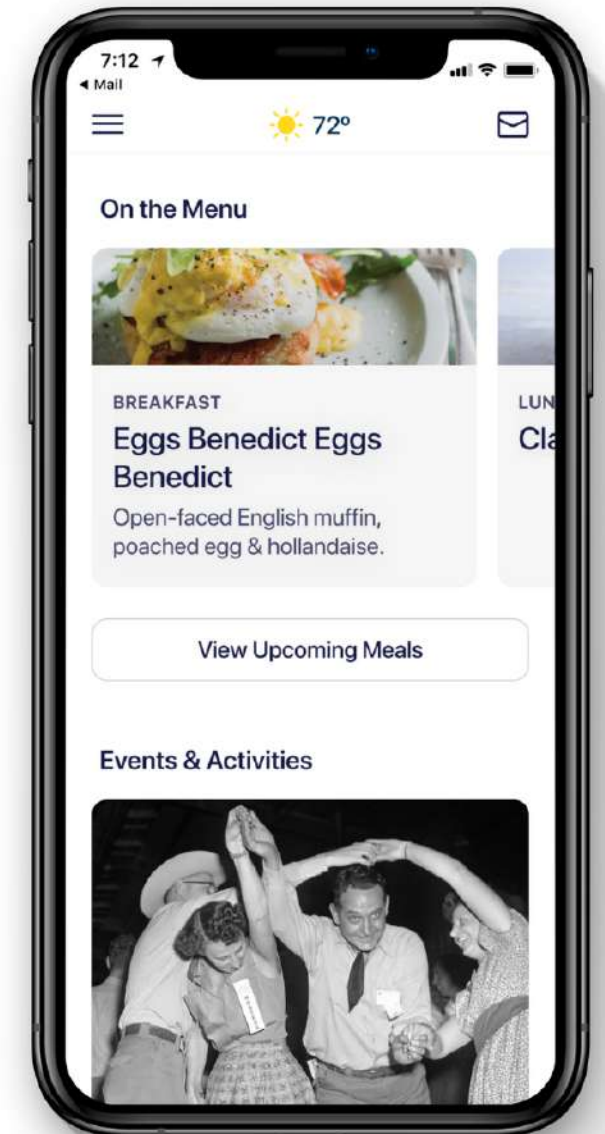 7:12
Mail
72°
On the Menu
BREAKFAST
Eggs Benedict Eggs
Benedict
Open-faced English muffin,
poached egg & hollandaise.
LUN
Cla
View Upcoming Meals
Events & Activities